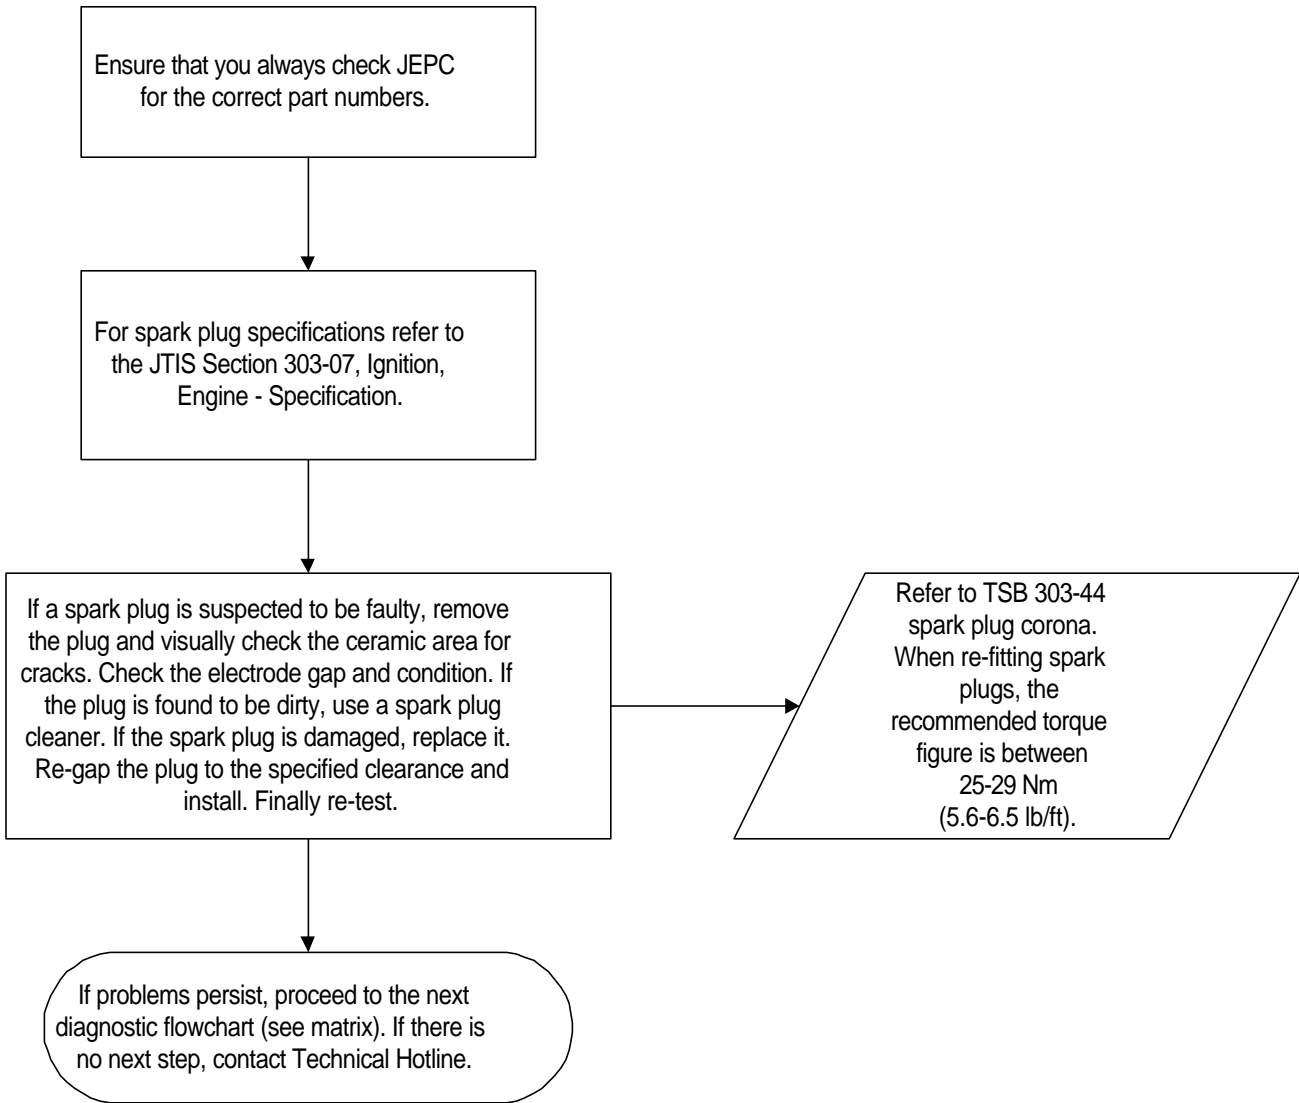 Ensure that you always check JEPC
for the correct part numbers.
For spark plug specifications refer to
the JTIS Section 303-07, Ignition,
Engine - Specification.
If a spark plug is suspected to be faulty, remove
the plug and visually check the ceramic area for
cracks. Check the electrode gap and condition. If
the plug is found to be dirty, use a spark plug
cleaner. If the spark plug is damaged, replace it.
Re-gap the plug to the specified clearance and
install. Finally re-test.
Refer to TSB 303-44
spark plug corona.
When re-fitting spark
plugs, the
recommended torque
figure is between
25-29 Nm
(5.6-6.5 lb/ft).
If problems persist, proceed to the next
diagnostic flowchart (see matrix). If there is
no next step, contact Technical Hotline.